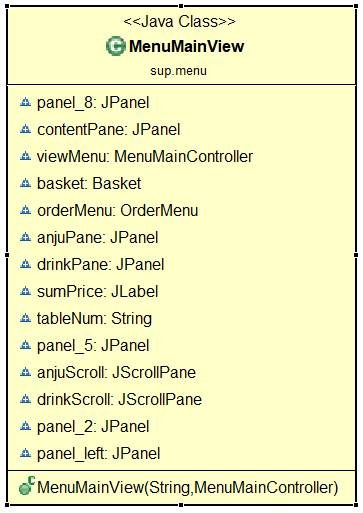 <<Java Class>>
C MenuMainView
sup.menu
panel_8: JPanel
contentPane: JPanel
viewMenu: MenuMainController
basket: Basket
orderMenu: OrderMenu
anjuPane: JPanel
drinkPane: JPanel
sumPrice: JLabel
tableNum: String
panel_5: JPanel
anjuScroll: JScrollPane
drinkScroll: JScrollPane
panel_2: JPanel
panel_left: JPanel
C MenuMainView(String,MenuMainController)